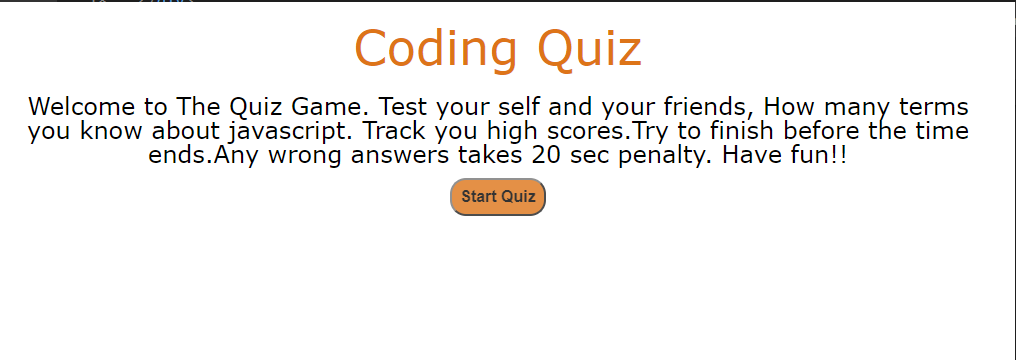 Coding Quiz
Welcome to The Quiz Game. Test your self and your friends, How many terms
you know about javascript. Track you high scores.Try to finish before the time
ends.Any wrong answers takes 20 sec penalty. Have fun!!
Start Quiz